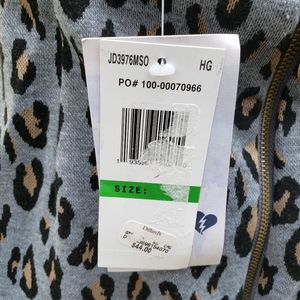 JD3976MSO HG
PO# 100-00070966
SIZE:
Dillard's
$44.00